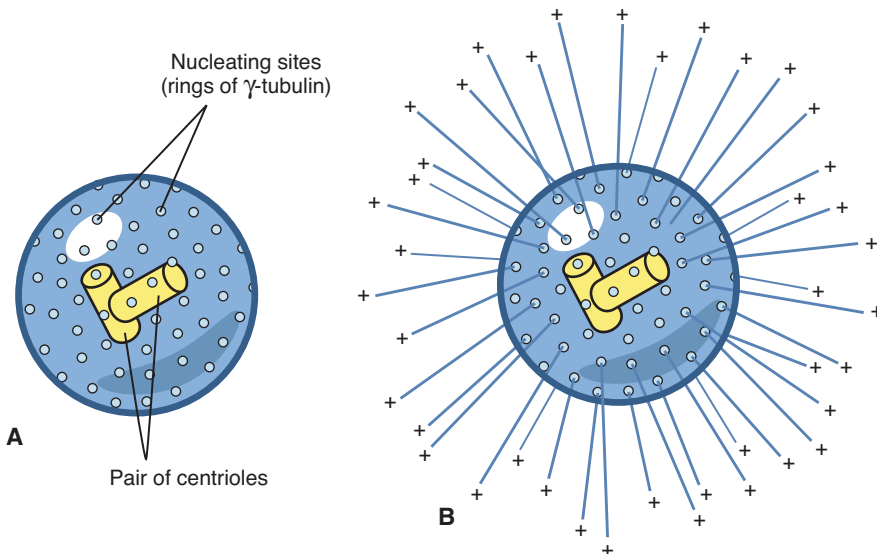 Nucleating sites
(rings of γ-tubulin)
A
Pair of centrioles
B
+ + + + + + + + + + + + + + + + + + + + + + + + + + + + + + + + + + + + + + + + + +